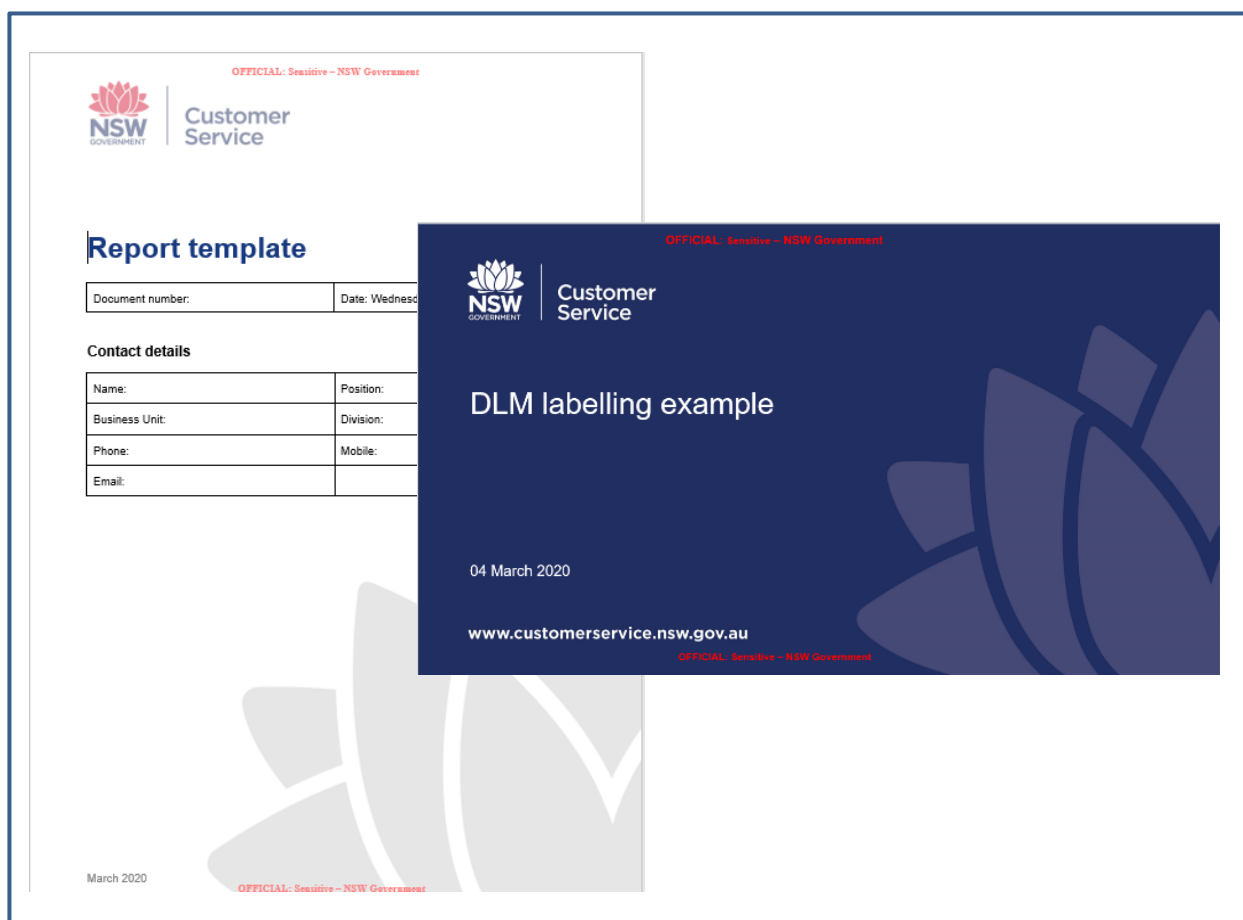 OFFICIAL: Sensitive – NSW Government
NSW
GOVERNMENT
Customer
Service
Report template
Document number:
Date: Wednesd
Contact details
Name:
Position:
Business Unit:
Division:
Phone:
Mobile:
Email:
March 2020
OFFICIAL: Sensitive – NSW Government
OFFICIAL: Sensitive – NSW Government
NSW
GOVERNMENT
Customer
Service
DLM labelling example
04 March 2020
www.customerservice.nsw.gov.au
OFFICIAL: Sensitive – NSW Government